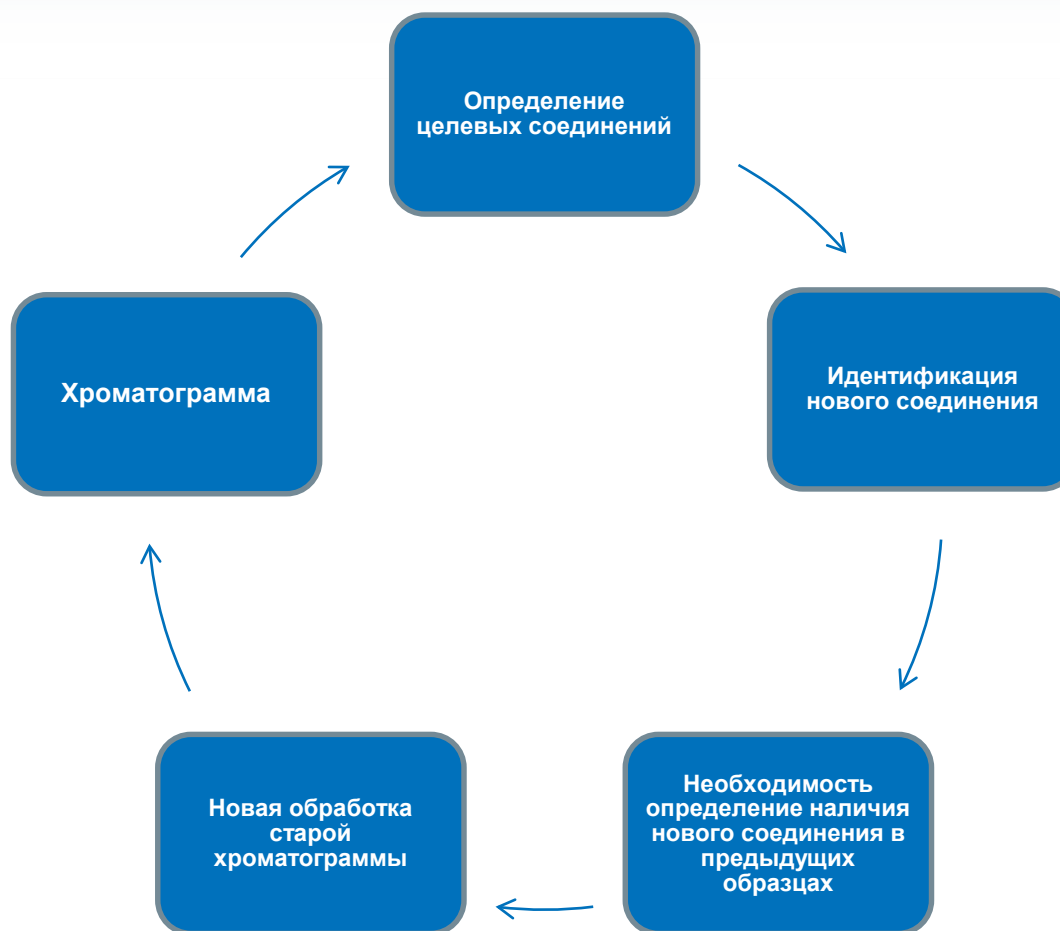 Определение
целевых соединений
Идентификация
нового соединения
Необходимость
определение наличия
нового соединения в
предыдущих
образцах
Новая обработка
старой
хроматограммы
Хроматограмма